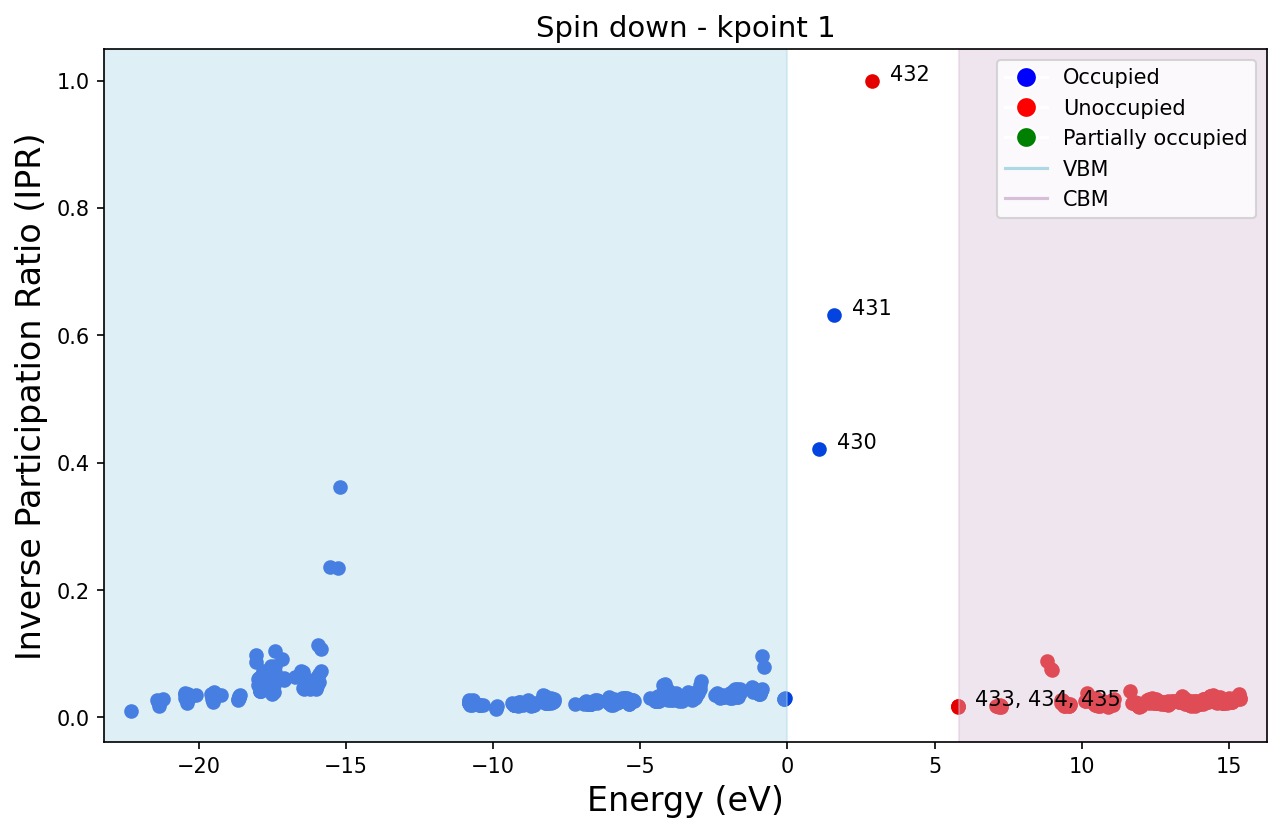 Spin down - kpoint 1
Inverse Participation Ratio (IPR)
1.0
0.8
0.6
0.4
0.2
0.0
432
431
430
433, 434, 435
Occupied
Unoccupied
Partially occupied
VBM
CBM
−20
−15
−10
−5
0
5
10
15
Energy (eV)